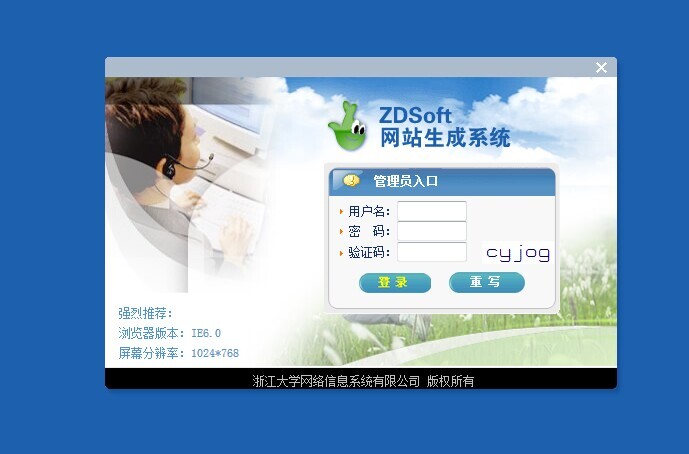 ZDSoft
网站生成系统
管理员入口
用户名：
密 码：
验证码： cyjog
登 录 重 写
强烈推荐：
浏览器版本：IE6.0
屏幕分辨率：1024*768
浙江大学网络信息系统有限公司 版权所有